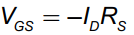 V_GS = –I_D R_S